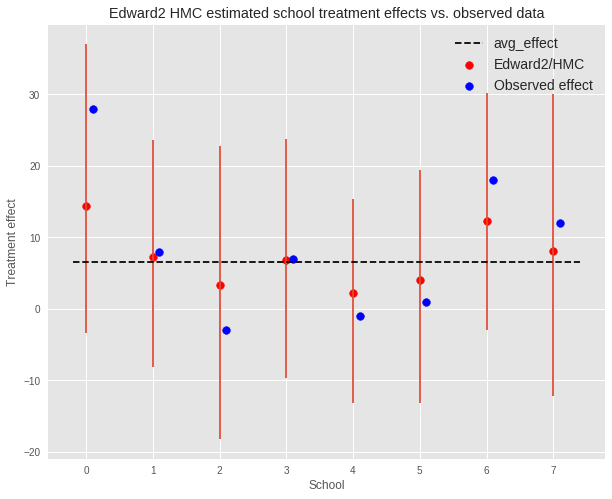 Edward2 HMC estimated school treatment effects vs. observed data
avg_effect
Edward2/HMC
Observed effect
30
20
10
0
−10
−20
Treatment effect
0 1 2 3 4 5 6 7
School